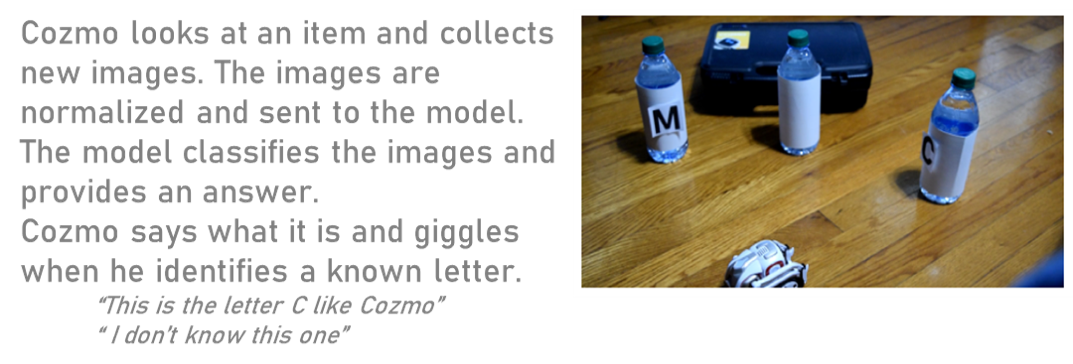 Cozmo looks at an item and collects
new images. The images are
normalized and sent to the model.
The model classifies the images and
provides an answer.
Cozmo says what it is and giggles
when he identifies a known letter.
“This is the letter C like Cozmo”
“ I don't know this one”
M
C